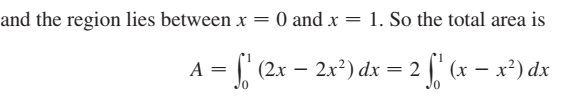 and the region lies between x = 0 and x = 1. So the total area is
A = ∫₀¹ (2x − 2x²) dx = 2 ∫₀¹ (x − x²) dx